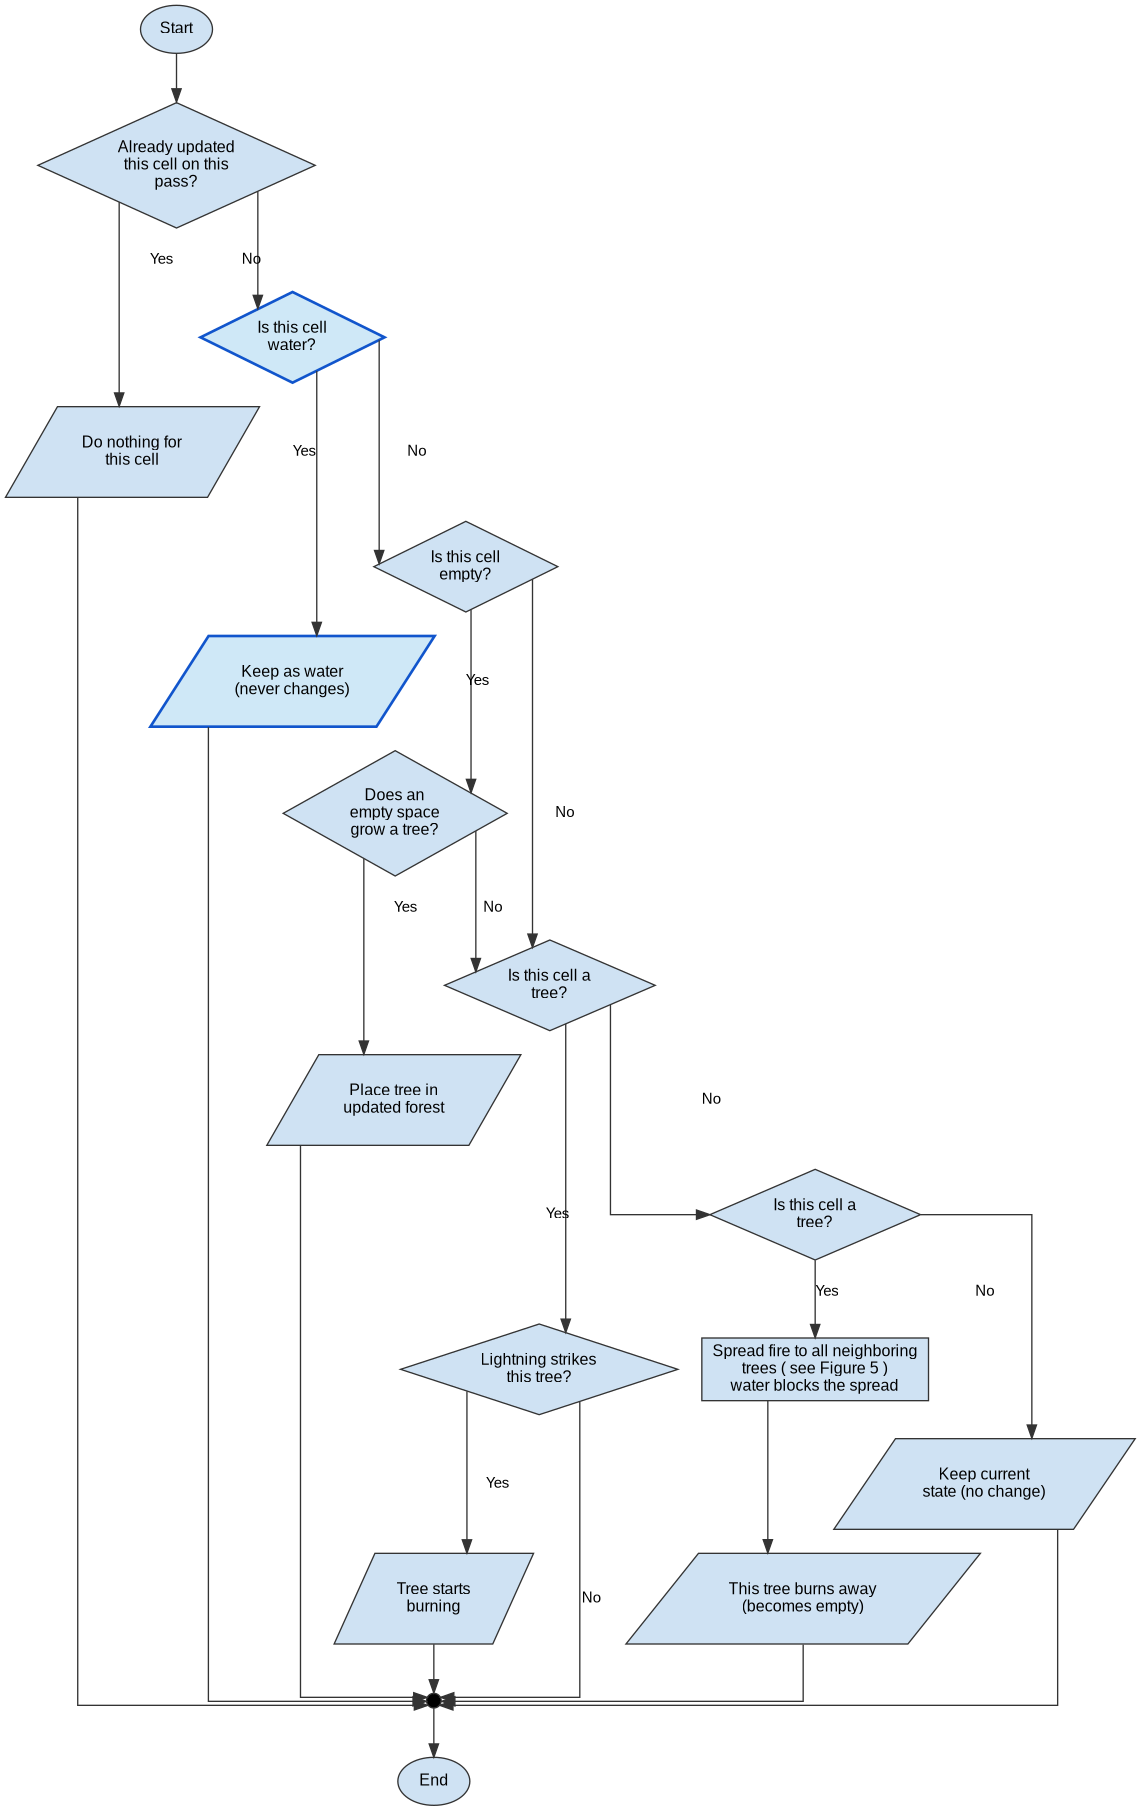 Start
Already updated
this cell on this
pass?
Yes
No
Is this cell
water?
Do nothing for
this cell
Yes
No
Is this cell
empty?
Keep as water
(never changes)
Yes
No
Does an
empty space
grow a tree?
Yes
No
Is this cell a
tree?
Place tree in
updated forest
No
Yes
Is this cell a
tree?
Yes
No
Lightning strikes
this tree?
Spread fire to all neighboring
trees ( see Figure 5 )
water blocks the spread
Yes
No
Keep current
state (no change)
Tree starts
burning
This tree burns away
(becomes empty)
End